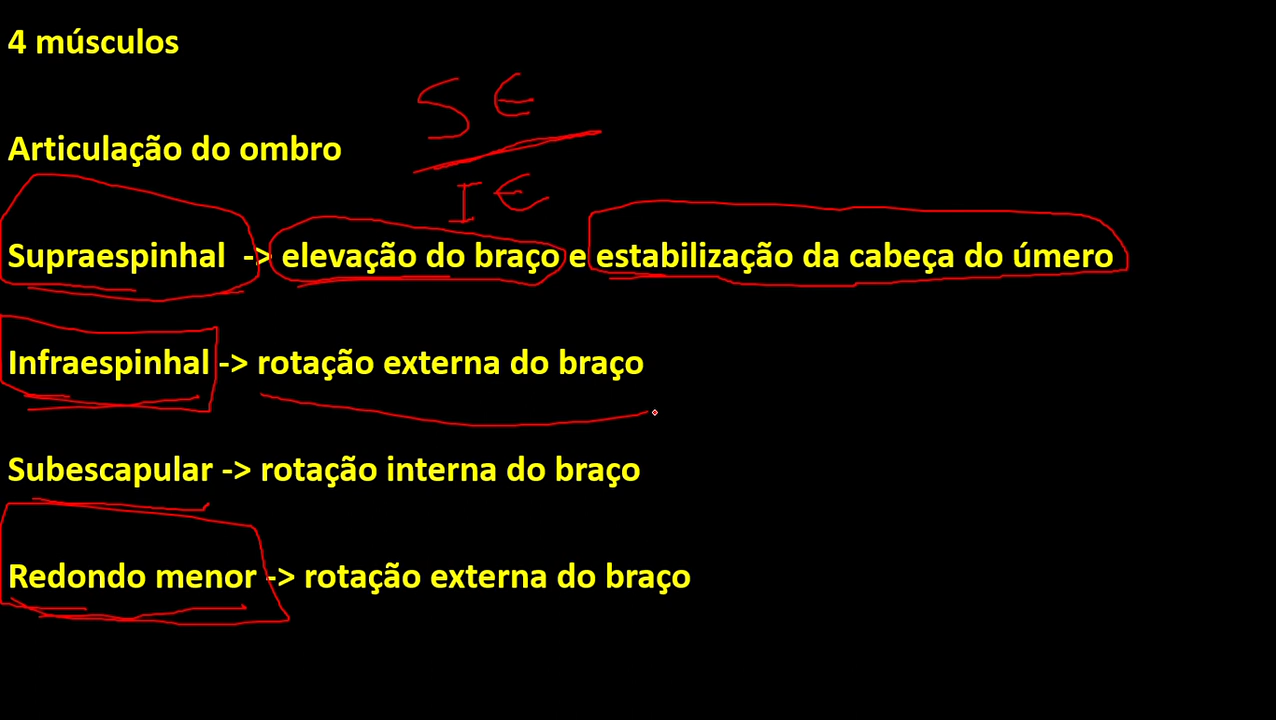 4 músculos
SE
Articulação do ombro
IE
Supraespinhal -> elevação do braço e estabilização da cabeça do úmero
Infraespinhal -> rotação externa do braço
Subescapular -> rotação interna do braço
Redondo menor -> rotação externa do braço